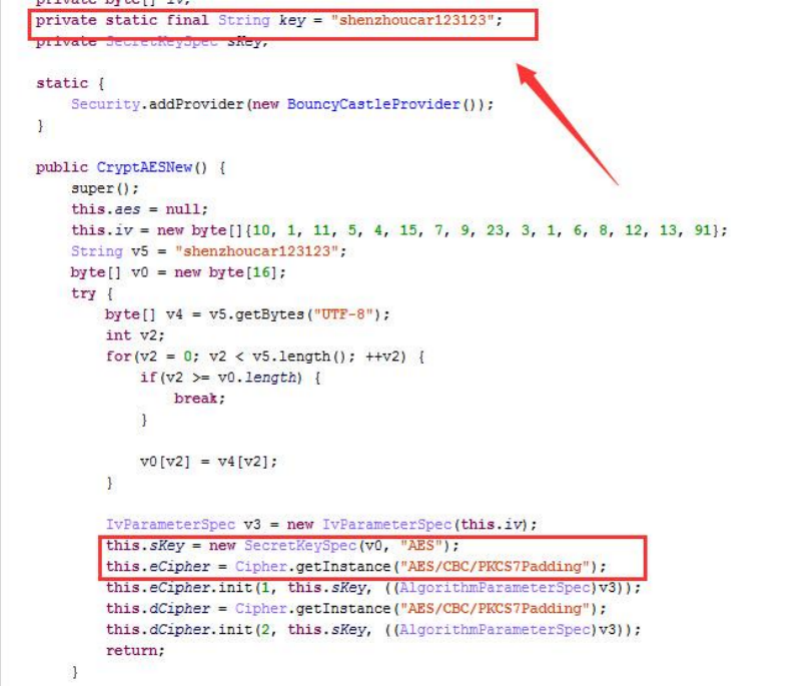 private byte[] iv;
private static final String key = "shenzhoucar123123";
private SecretKeySpec sKey;
static {
Security.addProvider(new BouncyCastleProvider());
}
public CryptAESNew() {
super();
this.aes = null;
this.iv = new byte[]{10, 1, 11, 5, 4, 15, 7, 9, 23, 3, 1, 6, 8, 12, 13, 91};
String v5 = "shenzhoucar123123";
byte[] v0 = new byte[16];
try {
byte[] v4 = v5.getBytes("UTF-8");
int v2;
for(v2 = 0; v2 < v5.length(); ++v2) {
if(v2 >= v0.length) {
break;
}
v0[v2] = v4[v2];
}
IvParameterSpec v3 = new IvParameterSpec(this.iv);
this.sKey = new SecretKeySpec(v0, "AES");
this.eCipher = Cipher.getInstance("AES/CBC/PKCS7Padding");
this.eCipher.init(1, this.sKey, ((AlgorithmParameterSpec)v3));
this.dCipher = Cipher.getInstance("AES/CBC/PKCS7Padding");
this.dCipher.init(2, this.sKey, ((AlgorithmParameterSpec)v3));
return;
}